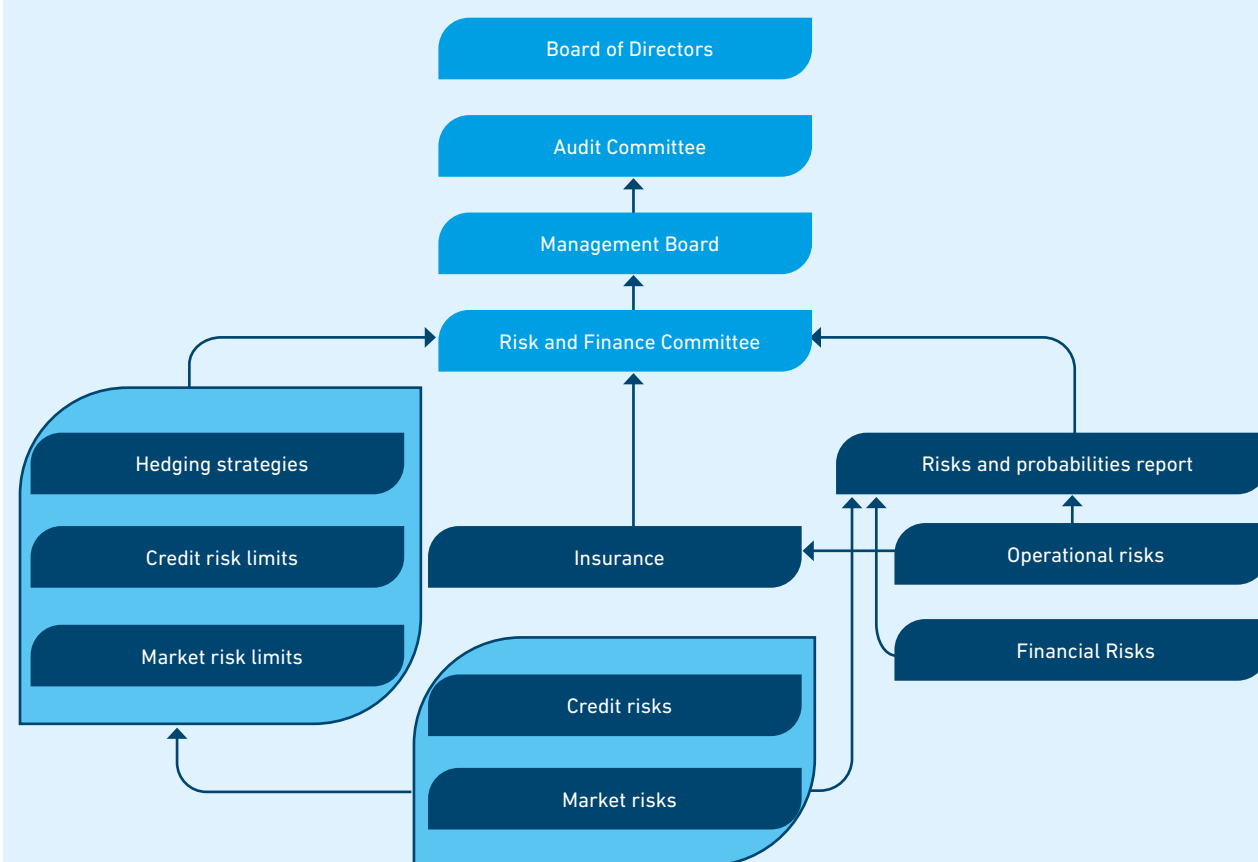 Board of Directors
Audit Committee
Management Board
Risk and Finance Committee
Hedging strategies
Risks and probabilities report
Credit risk limits
Insurance
Operational risks
Market risk limits
Financial Risks
Credit risks
Market risks